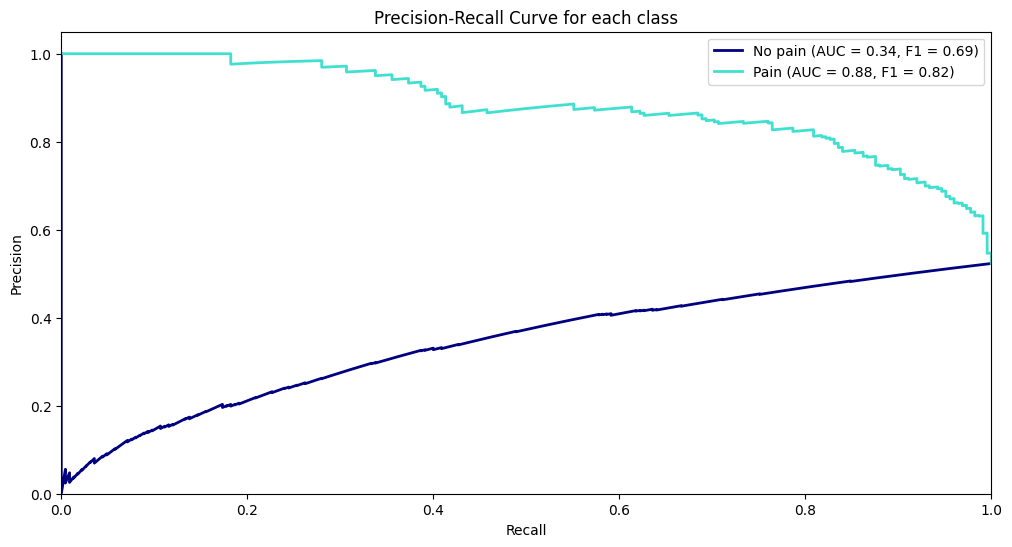 Precision-Recall Curve for each class
No pain (AUC = 0.34, F1 = 0.69)
Pain (AUC = 0.88, F1 = 0.82)
Precision
1.0
0.8
0.6
0.4
0.2
0.0
0.0 0.2 0.4 0.6 0.8 1.0
Recall